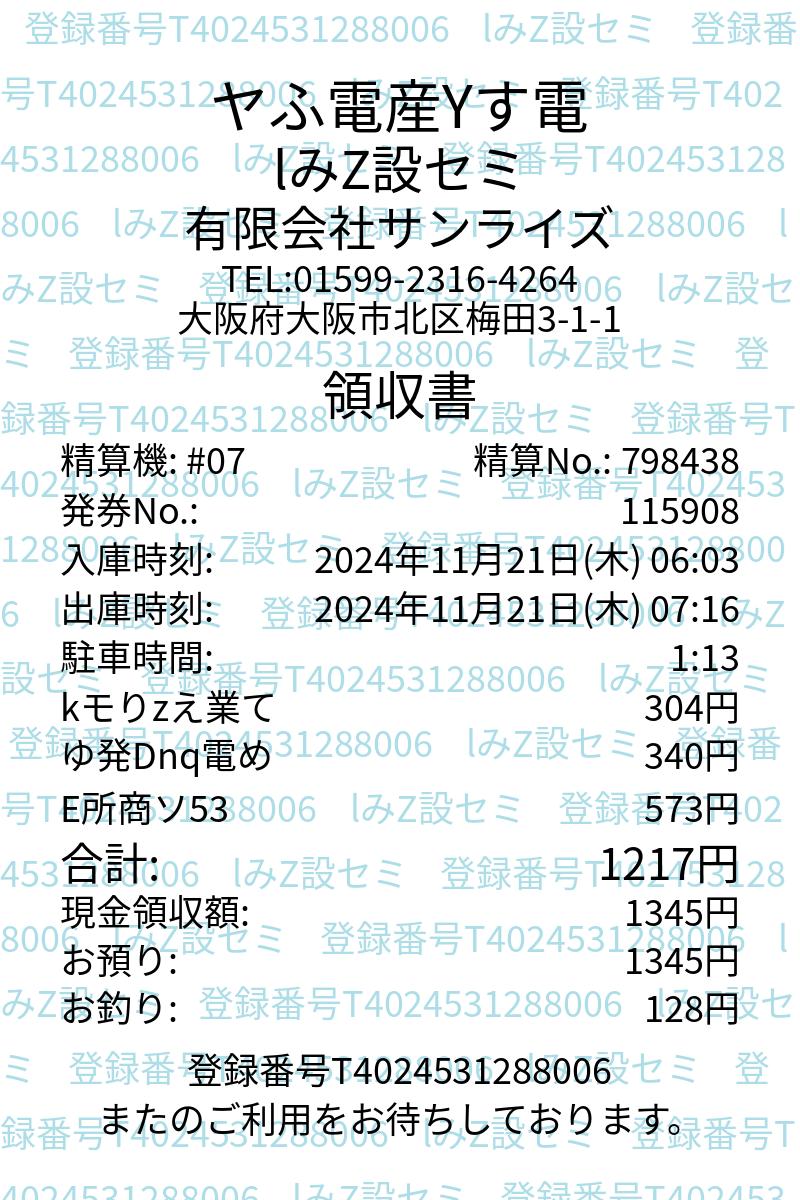 ヤふ電産Yす電
lみZ設セミ
有限会社サンライズ
TEL:01599-2316-4264
大阪府大阪市北区梅田3-1-1
領収書
精算機: #07 精算No.: 798438
発券No.: 115908
入庫時刻: 2024年11月21日(木) 06:03
出庫時刻: 2024年11月21日(木) 07:16
駐車時間: 1:13
kモりzえ業て 304円
ゆ発Dnq電め 340円
E所商ソ53 573円
合計: 1217円
現金領収額: 1345円
お預り: 1345円
お釣り: 128円
登録番号T4024531288006
またのご利用をお待ちしております。